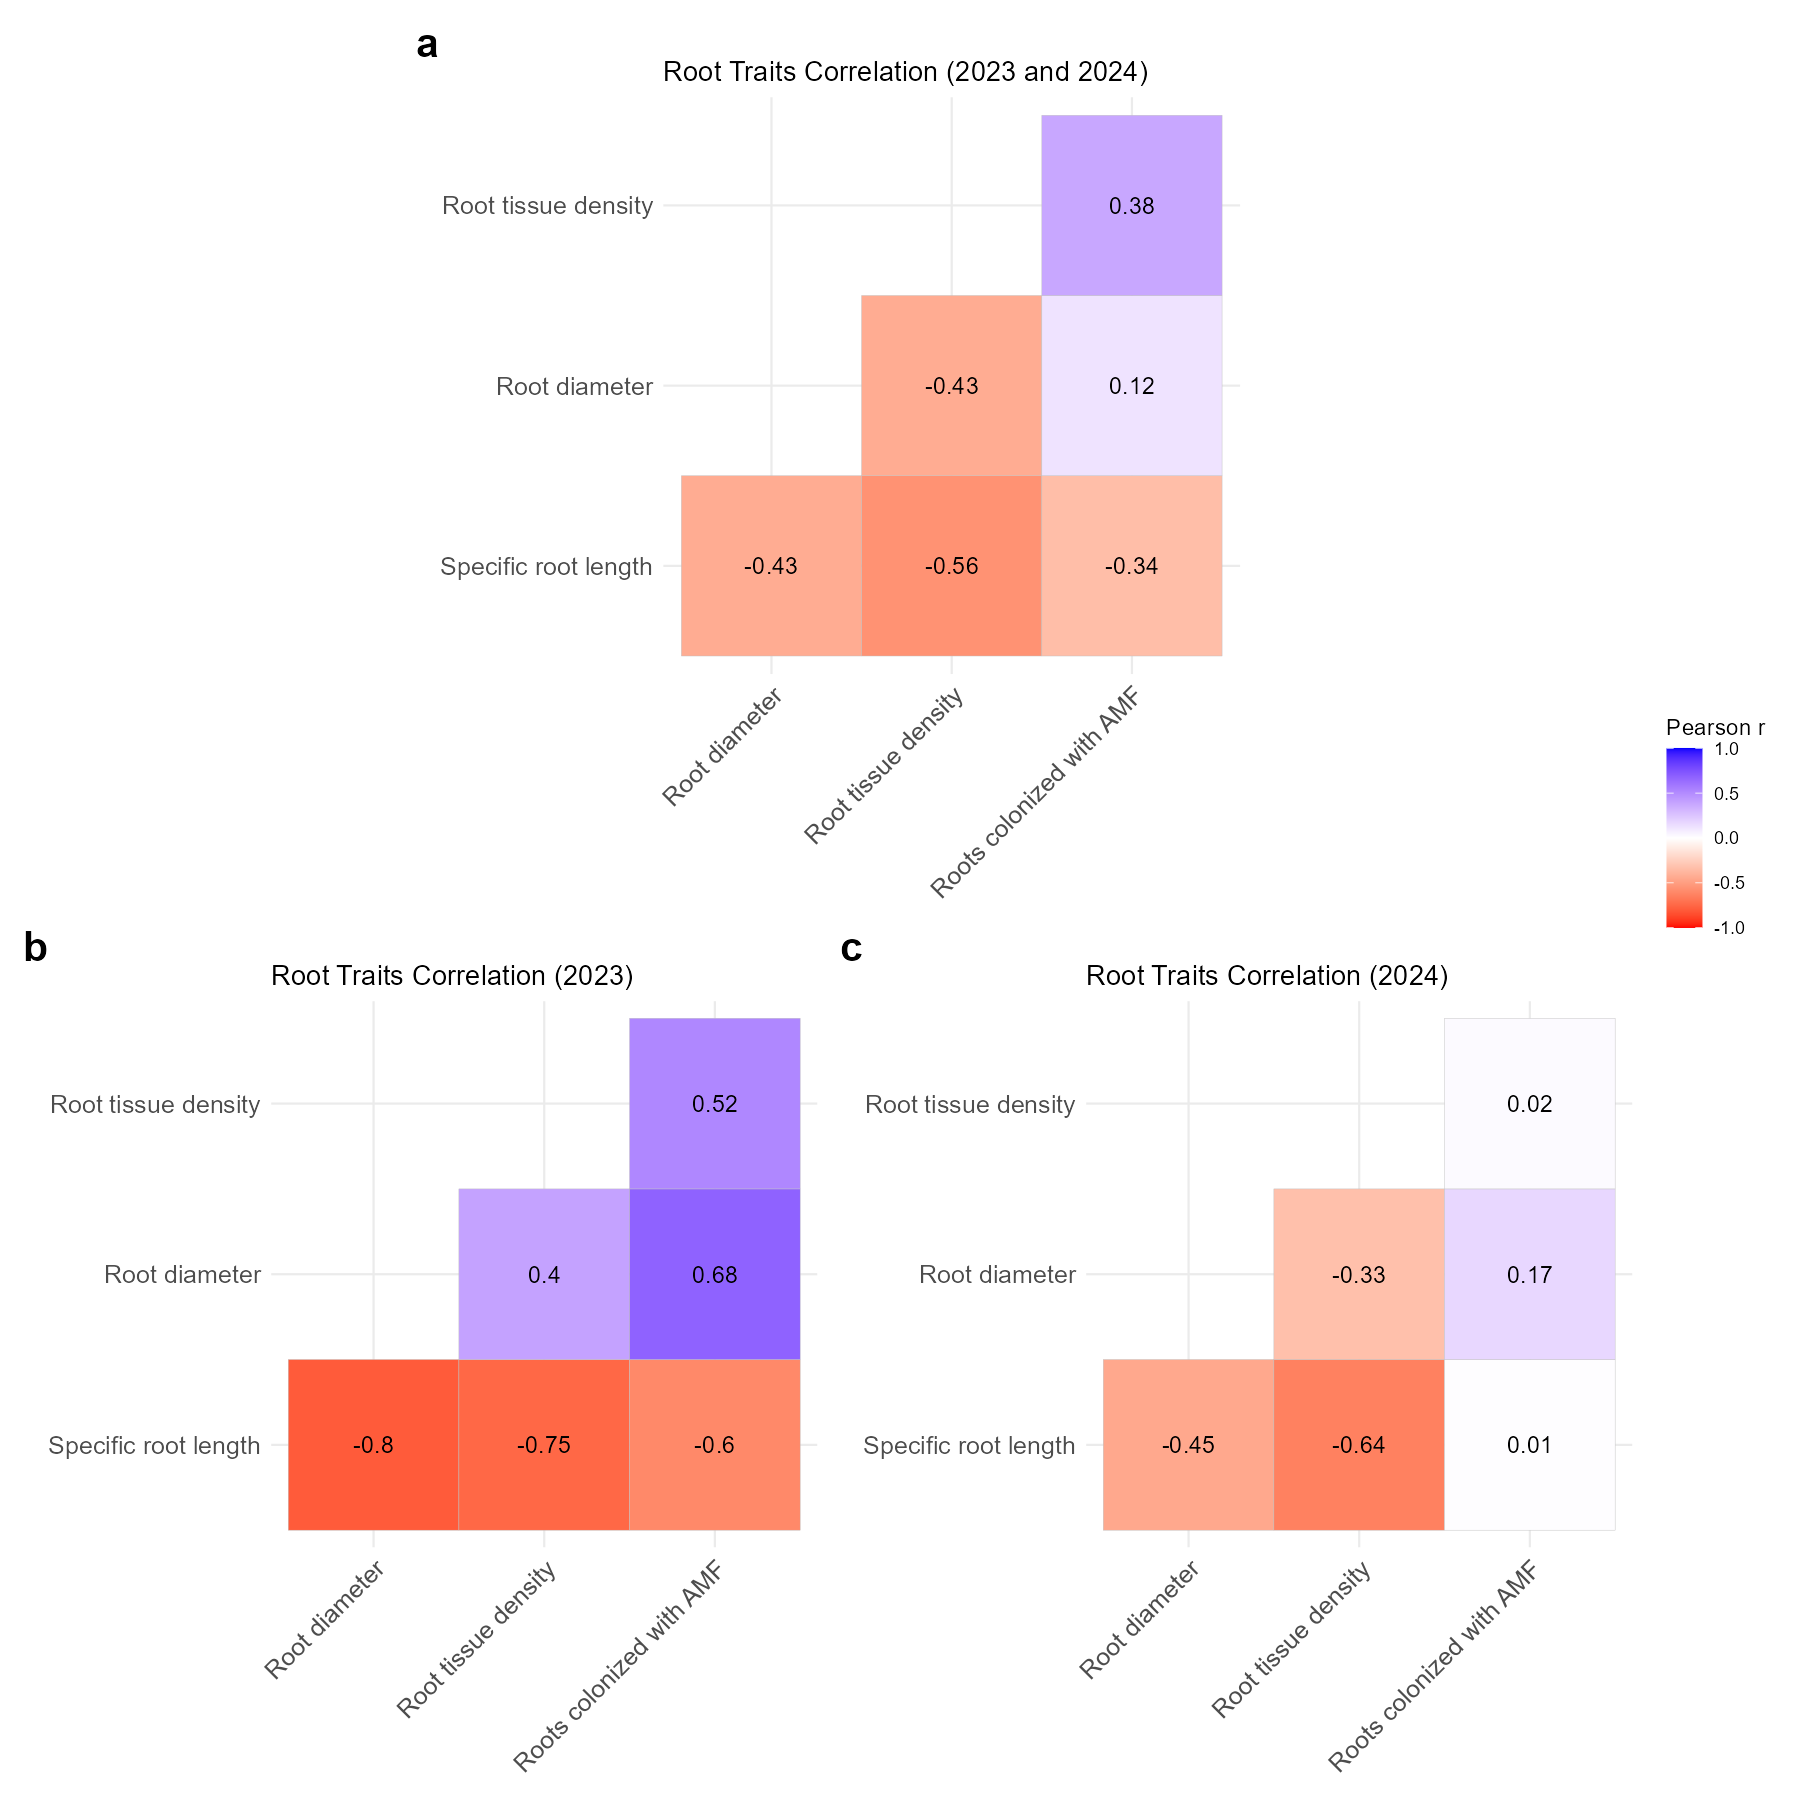 a
Root Traits Correlation (2023 and 2024)
Root tissue density
0.38
Root diameter
-0.43
0.12
Specific root length
-0.43
-0.56
-0.34
Root diameter
Root tissue density
Roots colonized with AMF
Pearson r
1.0
0.5
0.0
-0.5
-1.0
b
Root Traits Correlation (2023)
Root tissue density
0.52
Root diameter
0.4
0.68
Specific root length
-0.8
-0.75
-0.6
Root diameter
Root tissue density
Roots colonized with AMF
c
Root Traits Correlation (2024)
Root tissue density
0.02
Root diameter
-0.33
0.17
Specific root length
-0.45
-0.64
0.01
Root diameter
Root tissue density
Roots colonized with AMF